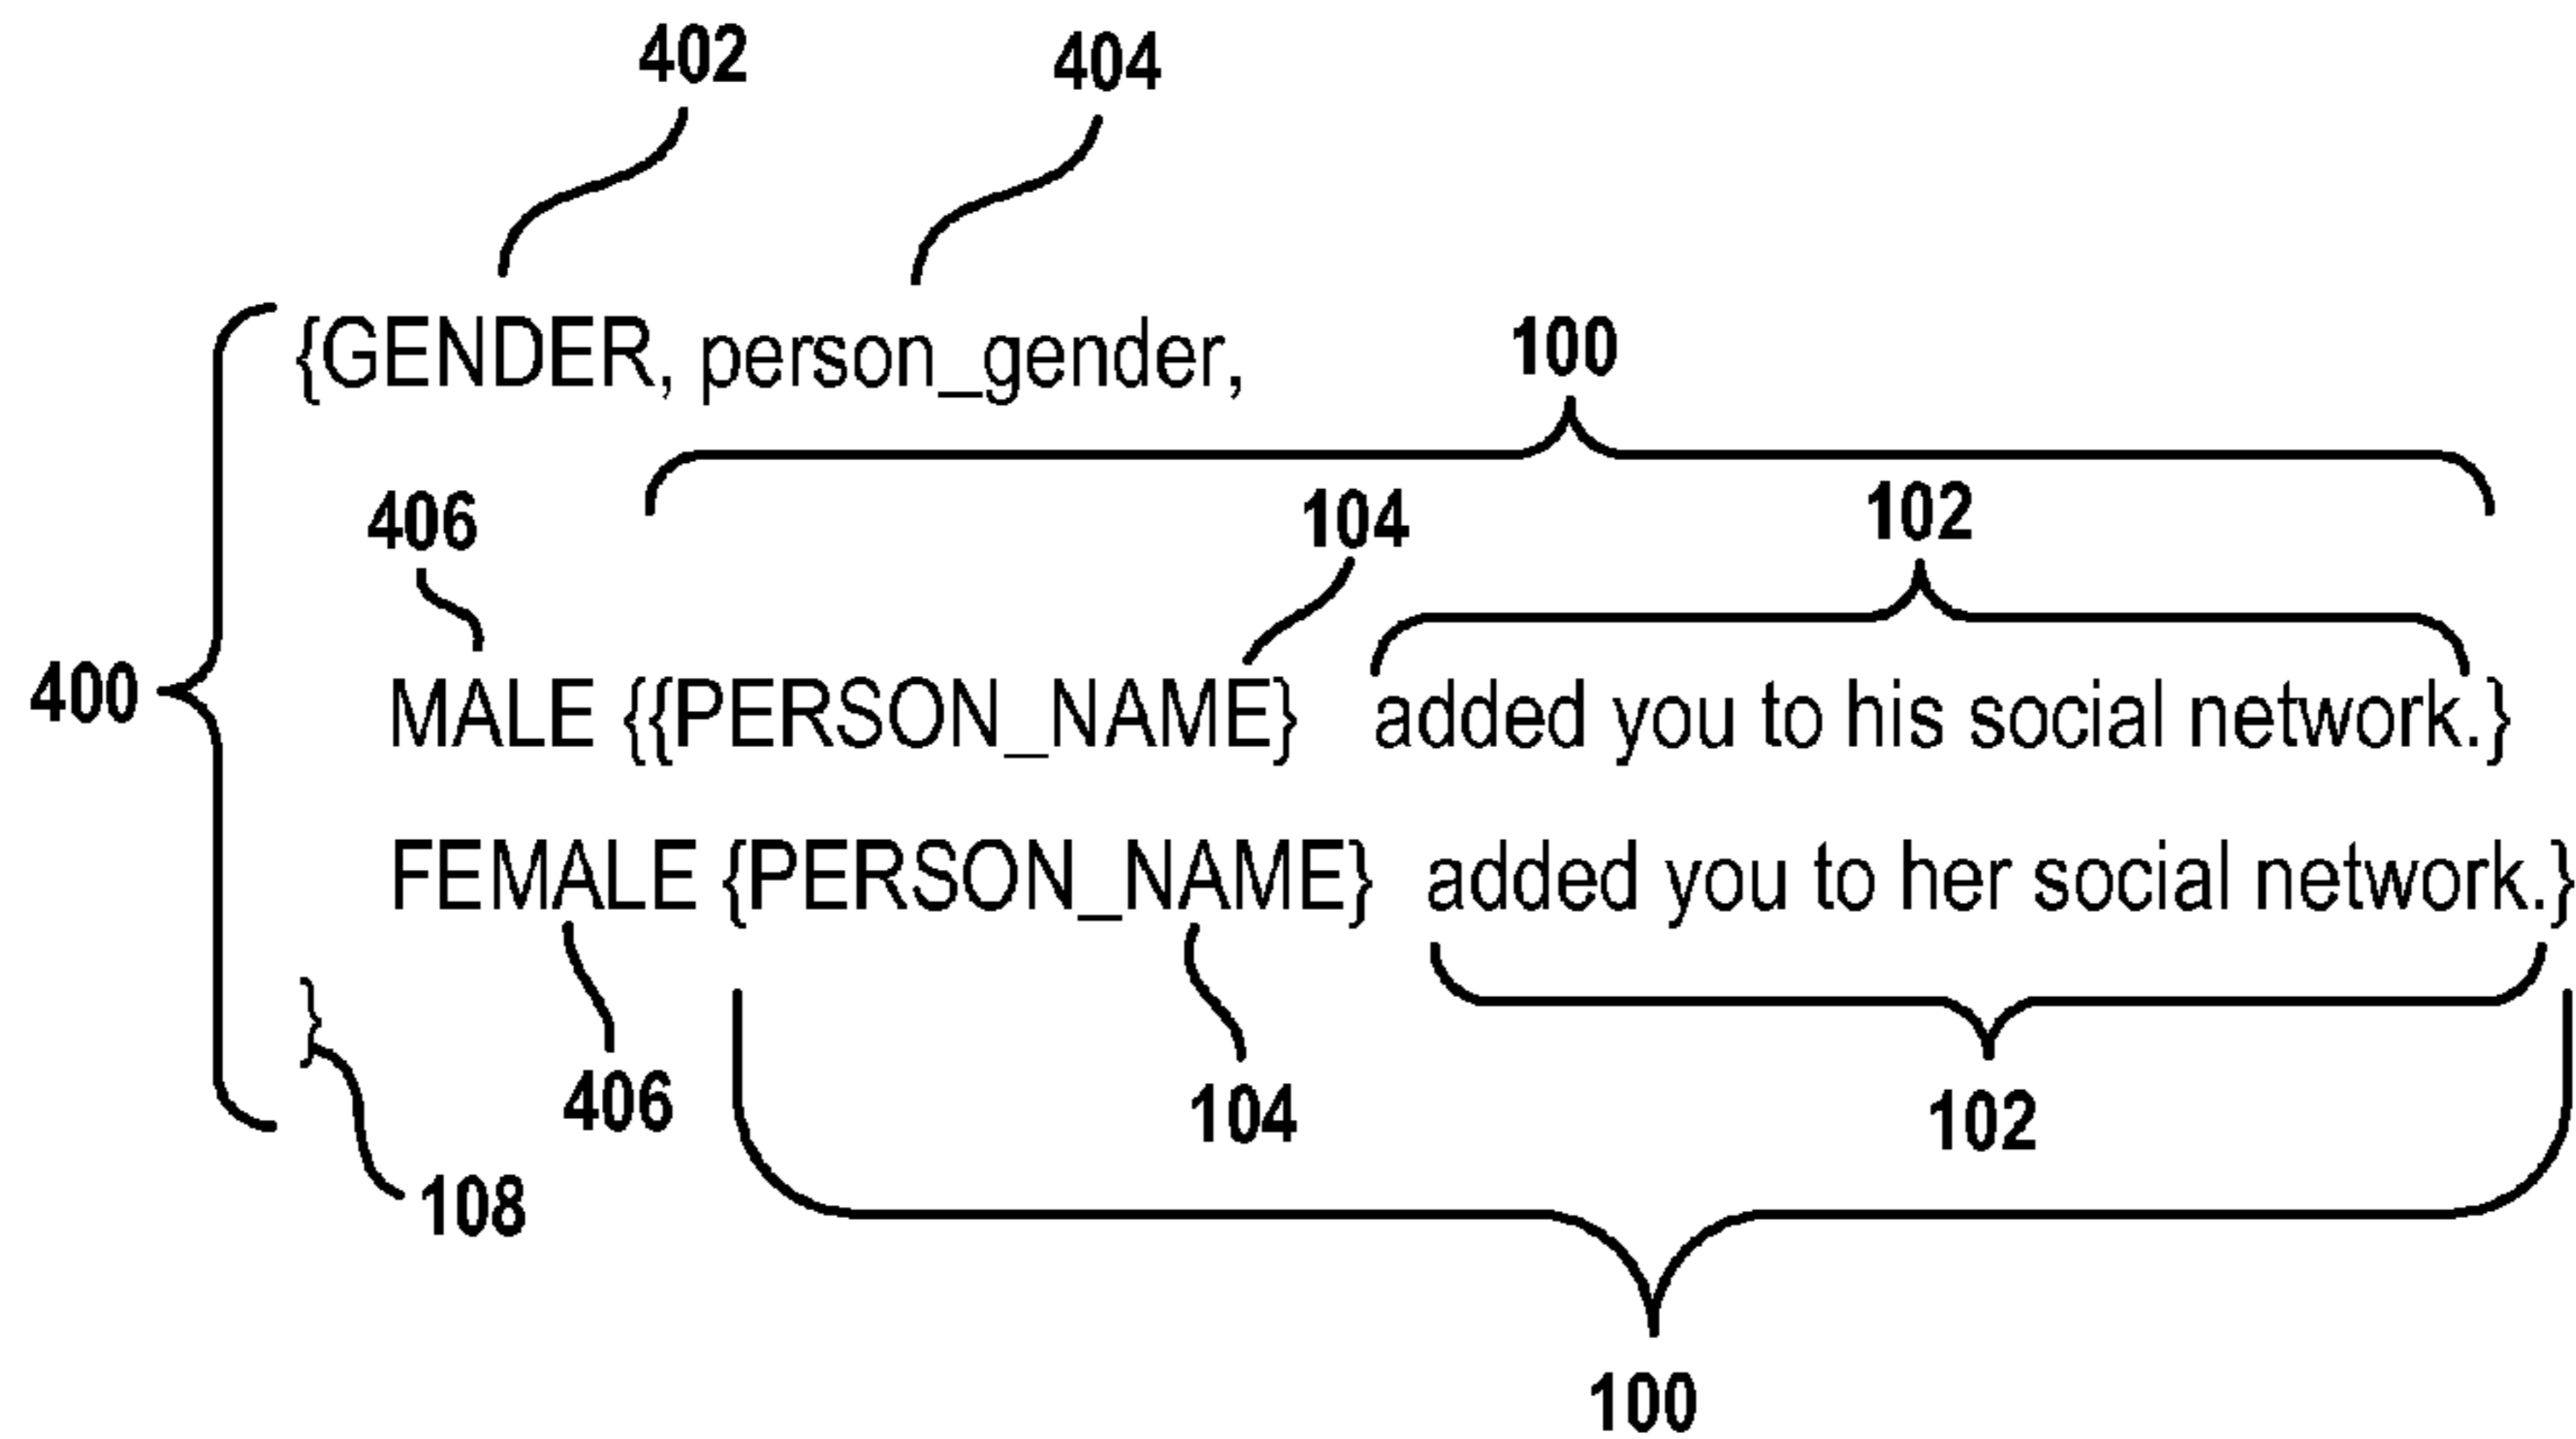 402 404
{GENDER, person_gender,
100
406 104 102
400
MALE {{PERSON_NAME} added you to his social network.}
FEMALE {PERSON_NAME} added you to her social network.}
}
406 104 102
108
100